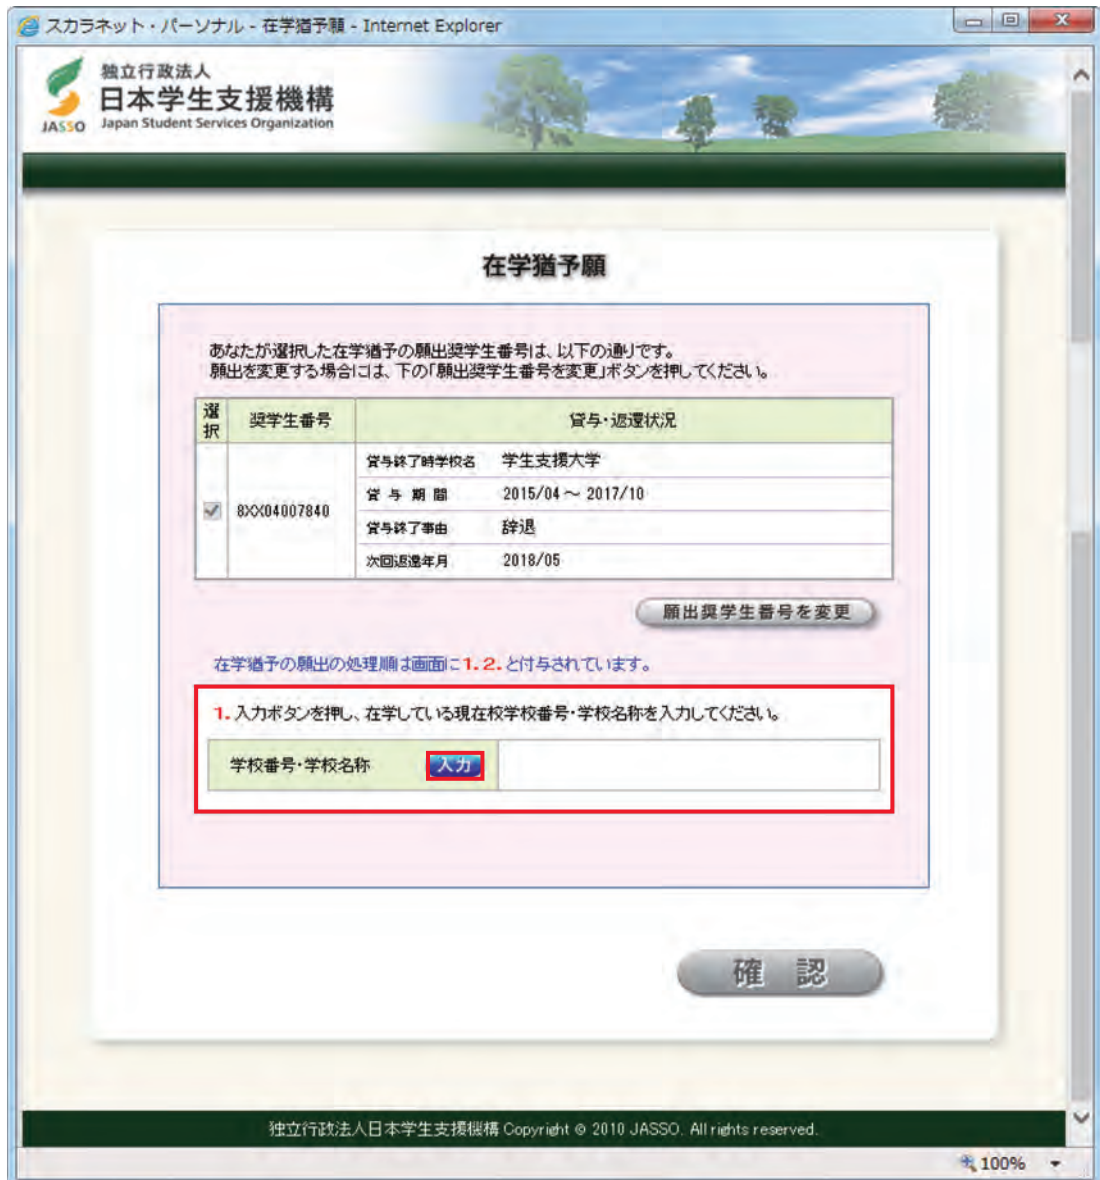 スカラネット・パーソナル - 在学猶予願 - Internet Explorer
独立行政法人
日本学生支援機構
JASSO Japan Student Services Organization
在学猶予願
あなたが選択した在学猶予の願出奨学生番号は、以下の通りです。
願出を変更する場合には、下の「願出奨学生番号を変更」ボタンを押してください。
選択 奨学生番号 貸与・返還状況
貸与終了時学校名 学生支援大学
貸与期間 2015/04～2017/10
8XX04007840
貸与終了事由 辞退
次回返還年月 2018/05
願出奨学生番号を変更
在学猶予の願出の処理順は画面に1.2.と付与されています。
1.入力ボタンを押し、在学している現在校学校番号・学校名称を入力してください。
学校番号・学校名称 入力
確認
独立行政法人日本学生支援機構 Copyright © 2010 JASSO. All rights reserved.
100%